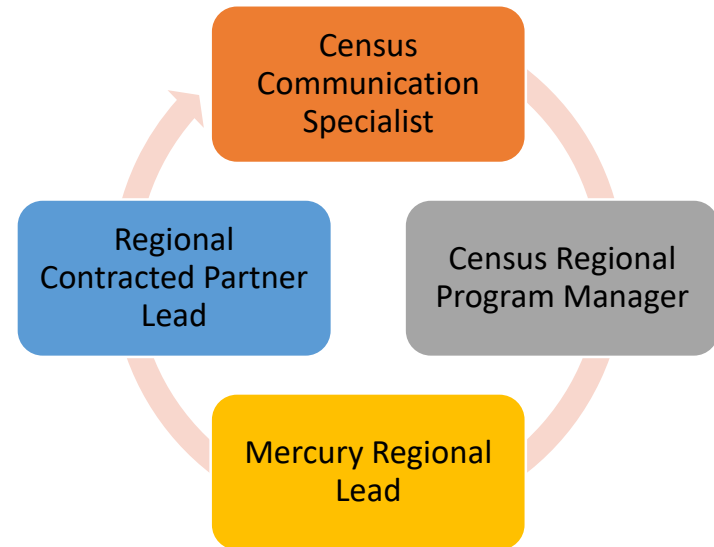 Census
Communication
Specialist
Regional
Contracted Partner
Lead
Census Regional
Program Manager
Mercury Regional
Lead